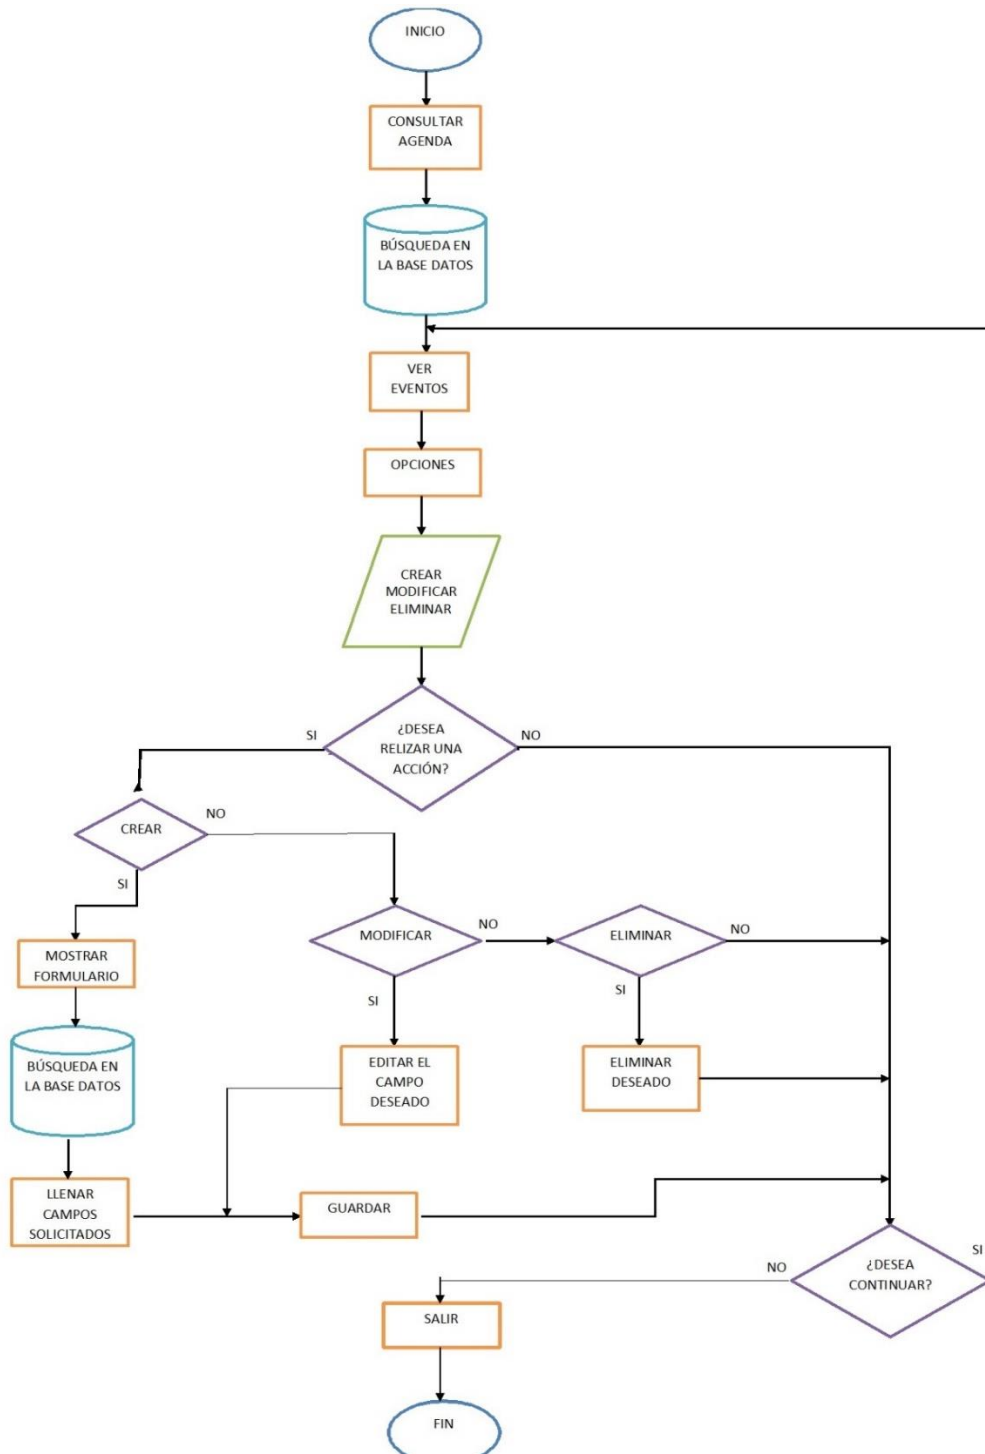 INICIO
CONSULTAR
AGENDA
BÚSQUEDA EN
LA BASE DATOS
VER
EVENTOS
OPCIONES
CREAR
MODIFICAR
ELIMINAR
¿DESEA
RELIZAR UNA
ACCIÓN?
SI
NO
CREAR
NO
SI
MODIFICAR
NO
ELIMINAR
NO
MOSTRAR
FORMULARIO
SI
SI
BÚSQUEDA EN
LA BASE DATOS
EDITAR EL
CAMPO
DESEADO
ELIMINAR
DESEADO
LLENAR
CAMPOS
SOLICITADOS
GUARDAR
¿DESEA
CONTINUAR?
SI
NO
SALIR
FIN